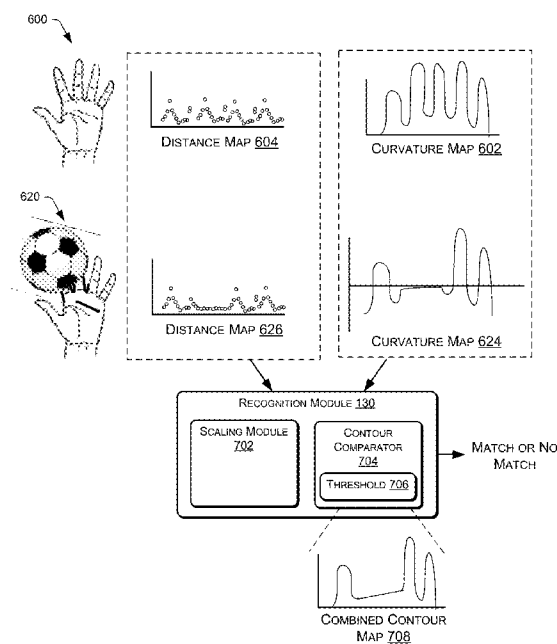 600
DISTANCE MAP 604
CURVATURE MAP 602
620
DISTANCE MAP 626
CURVATURE MAP 624
RECOGNITION MODULE 130
SCALING MODULE
702
CONTOUR
COMPARATOR
704
THRESHOLD 706
MATCH OR NO
MATCH
COMBINED CONTOUR
MAP 708